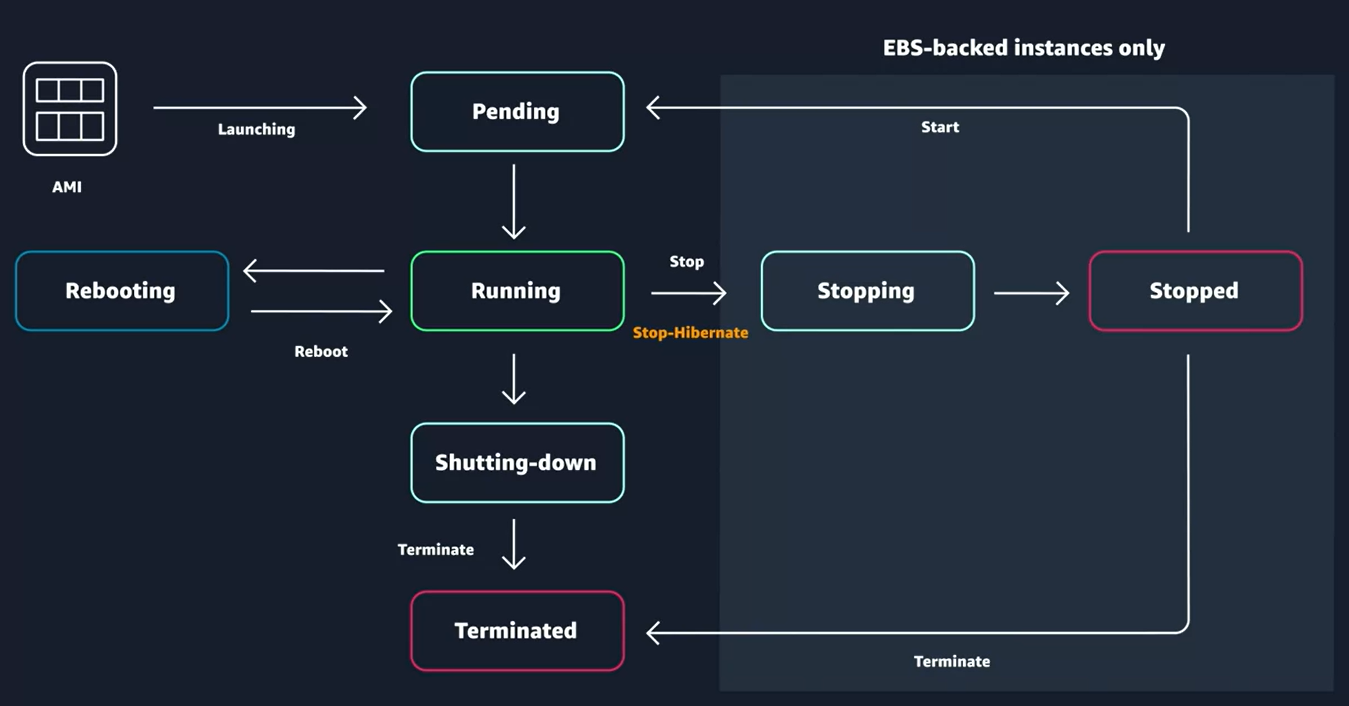 EBS-backed instances only
Pending
Launching
Start
AMI
Rebooting
Running
Stop
Stop-Hibernate
Stopping
Stopped
Reboot
Shutting-down
Terminate
Terminated
Terminate